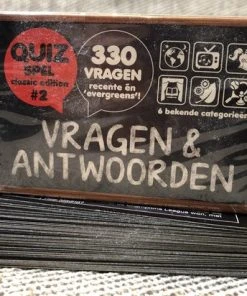 QUIZ
SPEL
classic edition
#2
330
VRAGEN
recente én
'evergreens'!
6 bekende categorieën
VRAGEN &
ANTWOORDEN